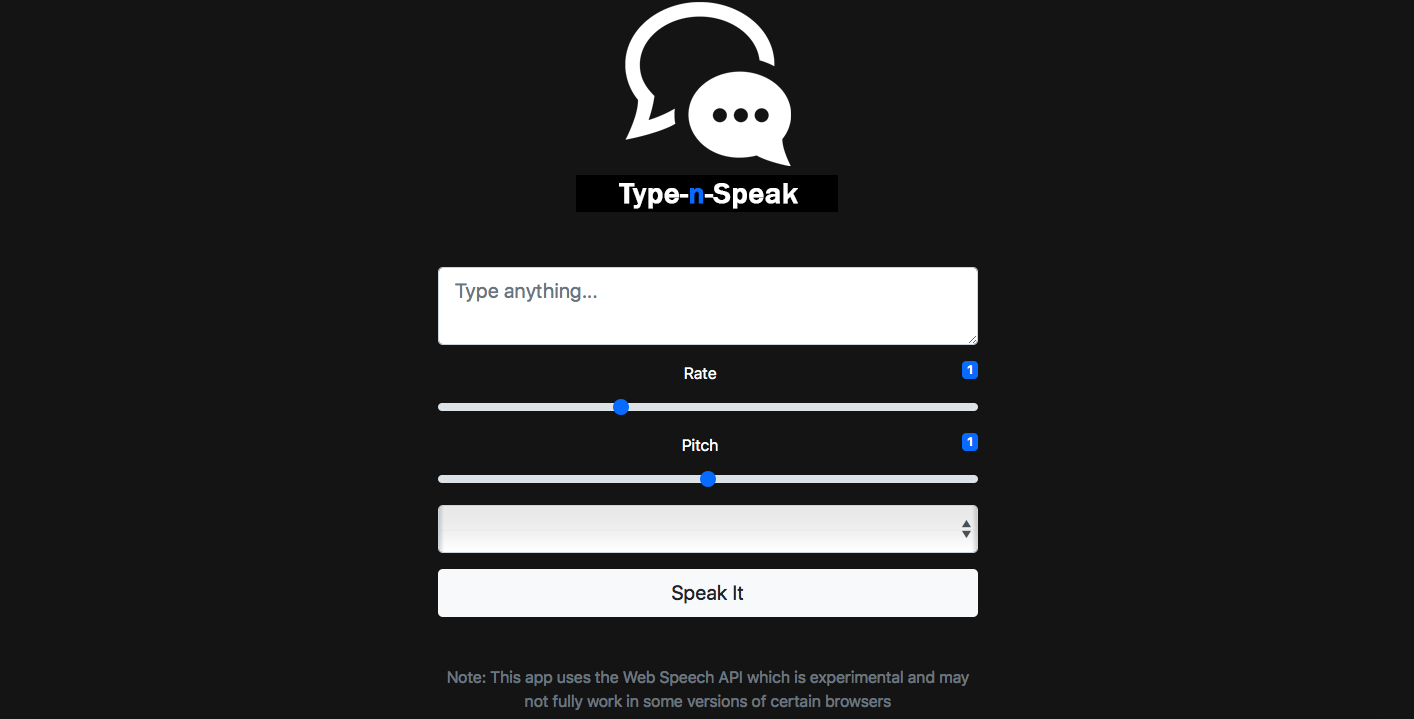 Type-n-Speak
Type anything...
Rate
1
Pitch
1
Speak It
Note: This app uses the Web Speech API which is experimental and may
not fully work in some versions of certain browsers